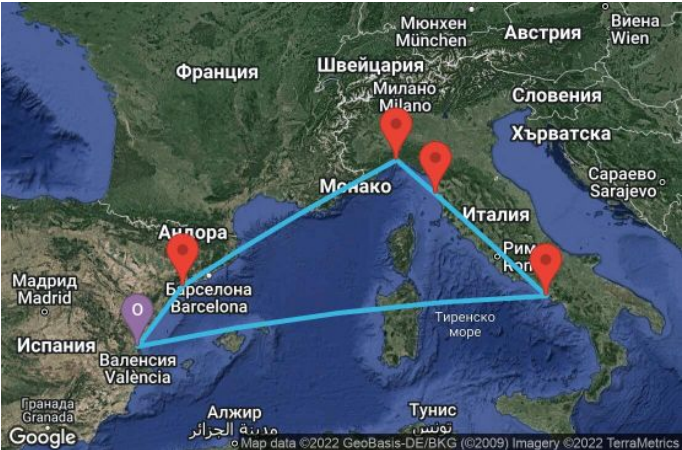 Мюнхен
München
Австрия
Виена
Wien
Франция
Швейцария
Милано
Milano
Словения
Хърватска
Сараево
Sarajevo
Монако
Андора
Италия
Рим
Мадрид
Madrid
Барселона
Barcelona
O
Тиренско
море
Испания
Валенсия
València
Гранада
Granada
Алжир
مدينة الجزائر
Тунис
تونس
Google
Map data ©2022 GeoBasis-DE/BKG (©2009) Imagery ©2022 TerraMetrics